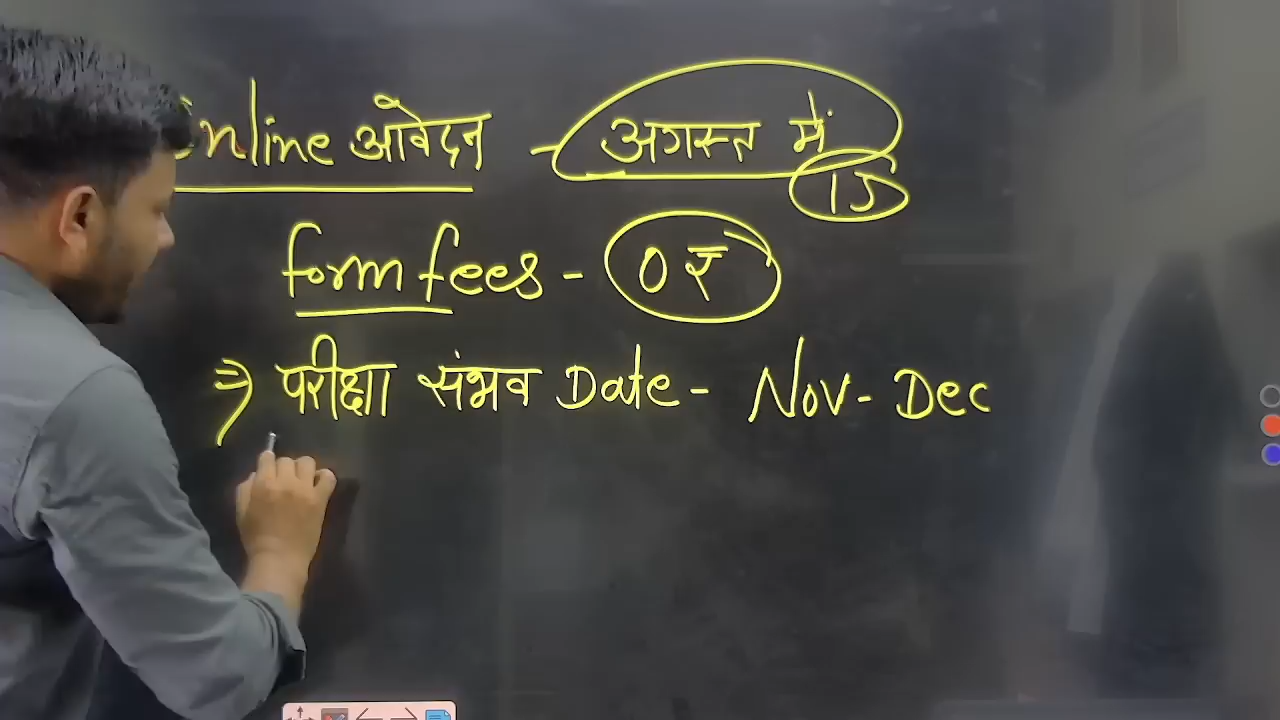 Online आवेदन - अगस्त में
15
form fees - 0 ₹
⇒ परीक्षा संभव Date - Nov - Dec